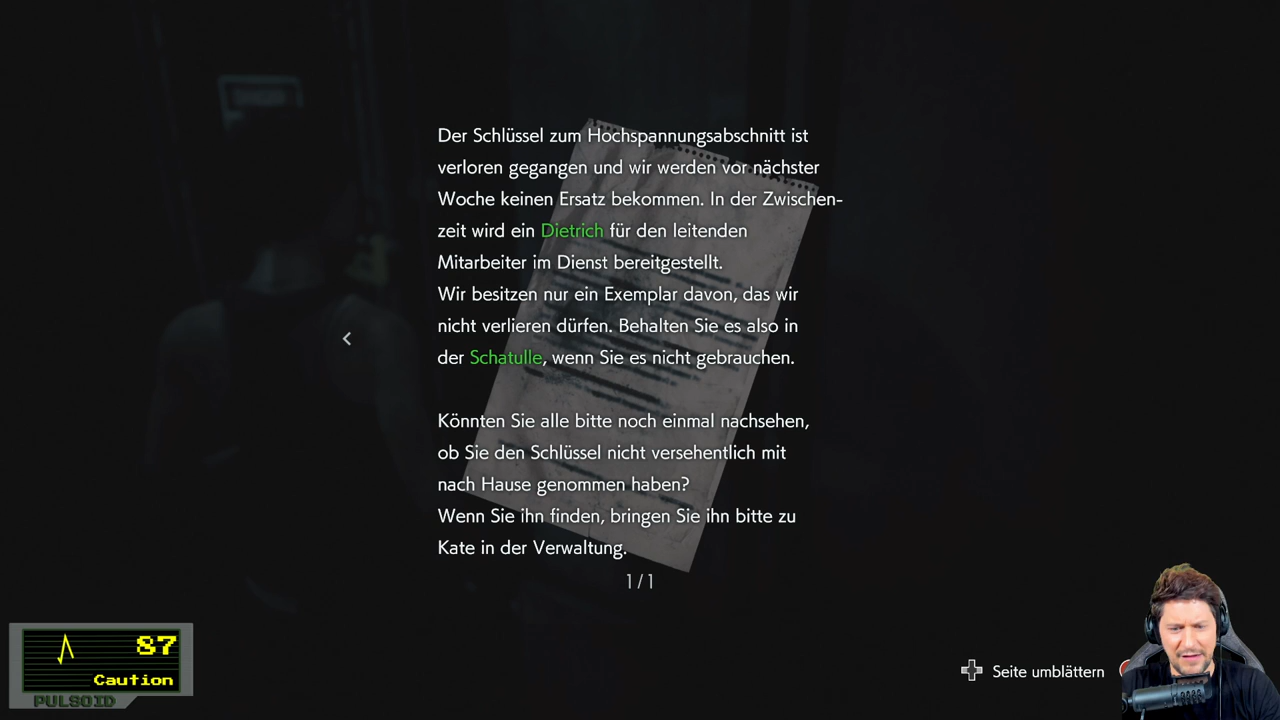 Der Schlüssel zum Hochspannungsabschnitt ist
verloren gegangen und wir werden vor nächster
Woche keinen Ersatz bekommen. In der Zwischen-
zeit wird ein Dietrich für den leitenden
Mitarbeiter im Dienst bereitgestellt.
Wir besitzen nur ein Exemplar davon, das wir
nicht verlieren dürfen. Behalten Sie es also in
der Schatulle, wenn Sie es nicht gebrauchen.
Könnten Sie alle bitte noch einmal nachsehen,
ob Sie den Schlüssel nicht versehentlich mit
nach Hause genommen haben?
Wenn Sie ihn finden, bringen Sie ihn bitte zu
Kate in der Verwaltung.
1/1
87
Caution
PULSOID
Seite umblättern